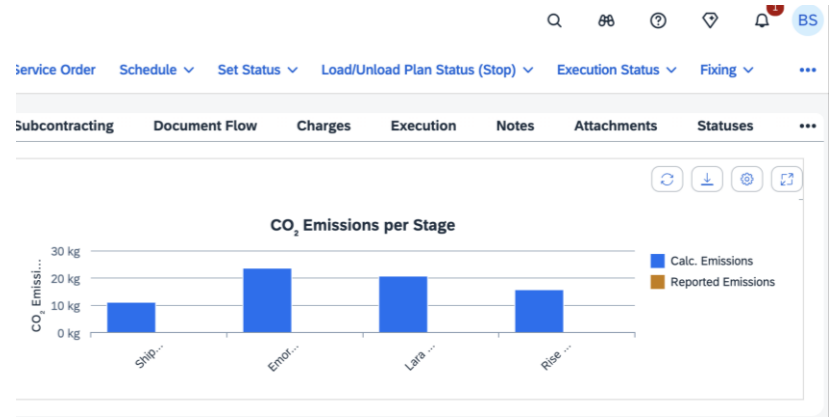 1
BS
Service Order Schedule Set Status Load/Unload Plan Status (Stop) Execution Status Fixing •••
Subcontracting Document Flow Charges Execution Notes Attachments Statuses •••
CO₂ Emissions per Stage
CO₂ Emissi...
30 kg
20 kg
10 kg
0 kg
Ship...
Emor...
Lara ...
Rise ...
Calc. Emissions
Reported Emissions